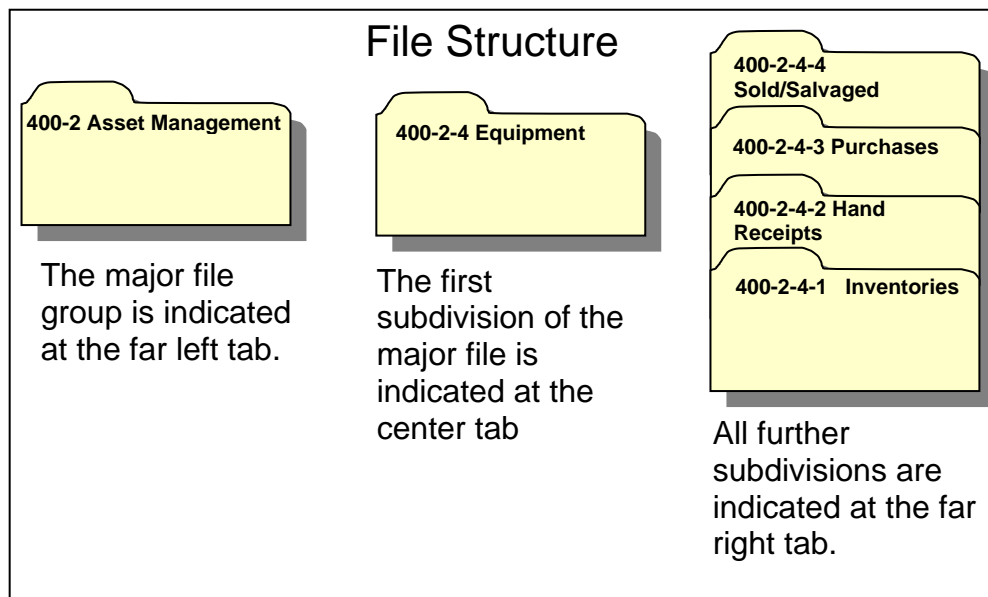 File Structure
400-2 Asset Management
The major file
group is indicated
at the far left tab.
400-2-4 Equipment
The first
subdivision of the
major file is
indicated at the
center tab
400-2-4-4
Sold/Salvaged
400-2-4-3 Purchases
400-2-4-2 Hand
Receipts
400-2-4-1 Inventories
All further
subdivisions are
indicated at the far
right tab.